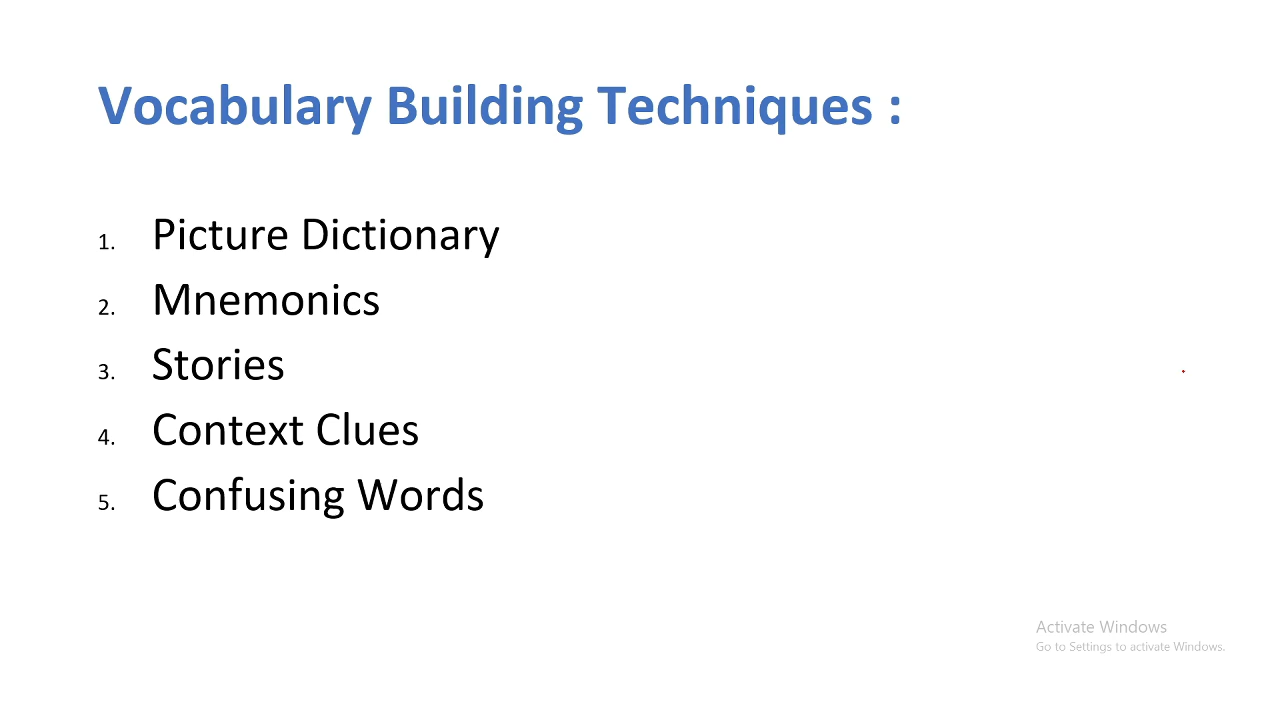 Vocabulary Building Techniques :
1. Picture Dictionary
2. Mnemonics
3. Stories
4. Context Clues
5. Confusing Words
Activate Windows
Go to Settings to activate Windows.